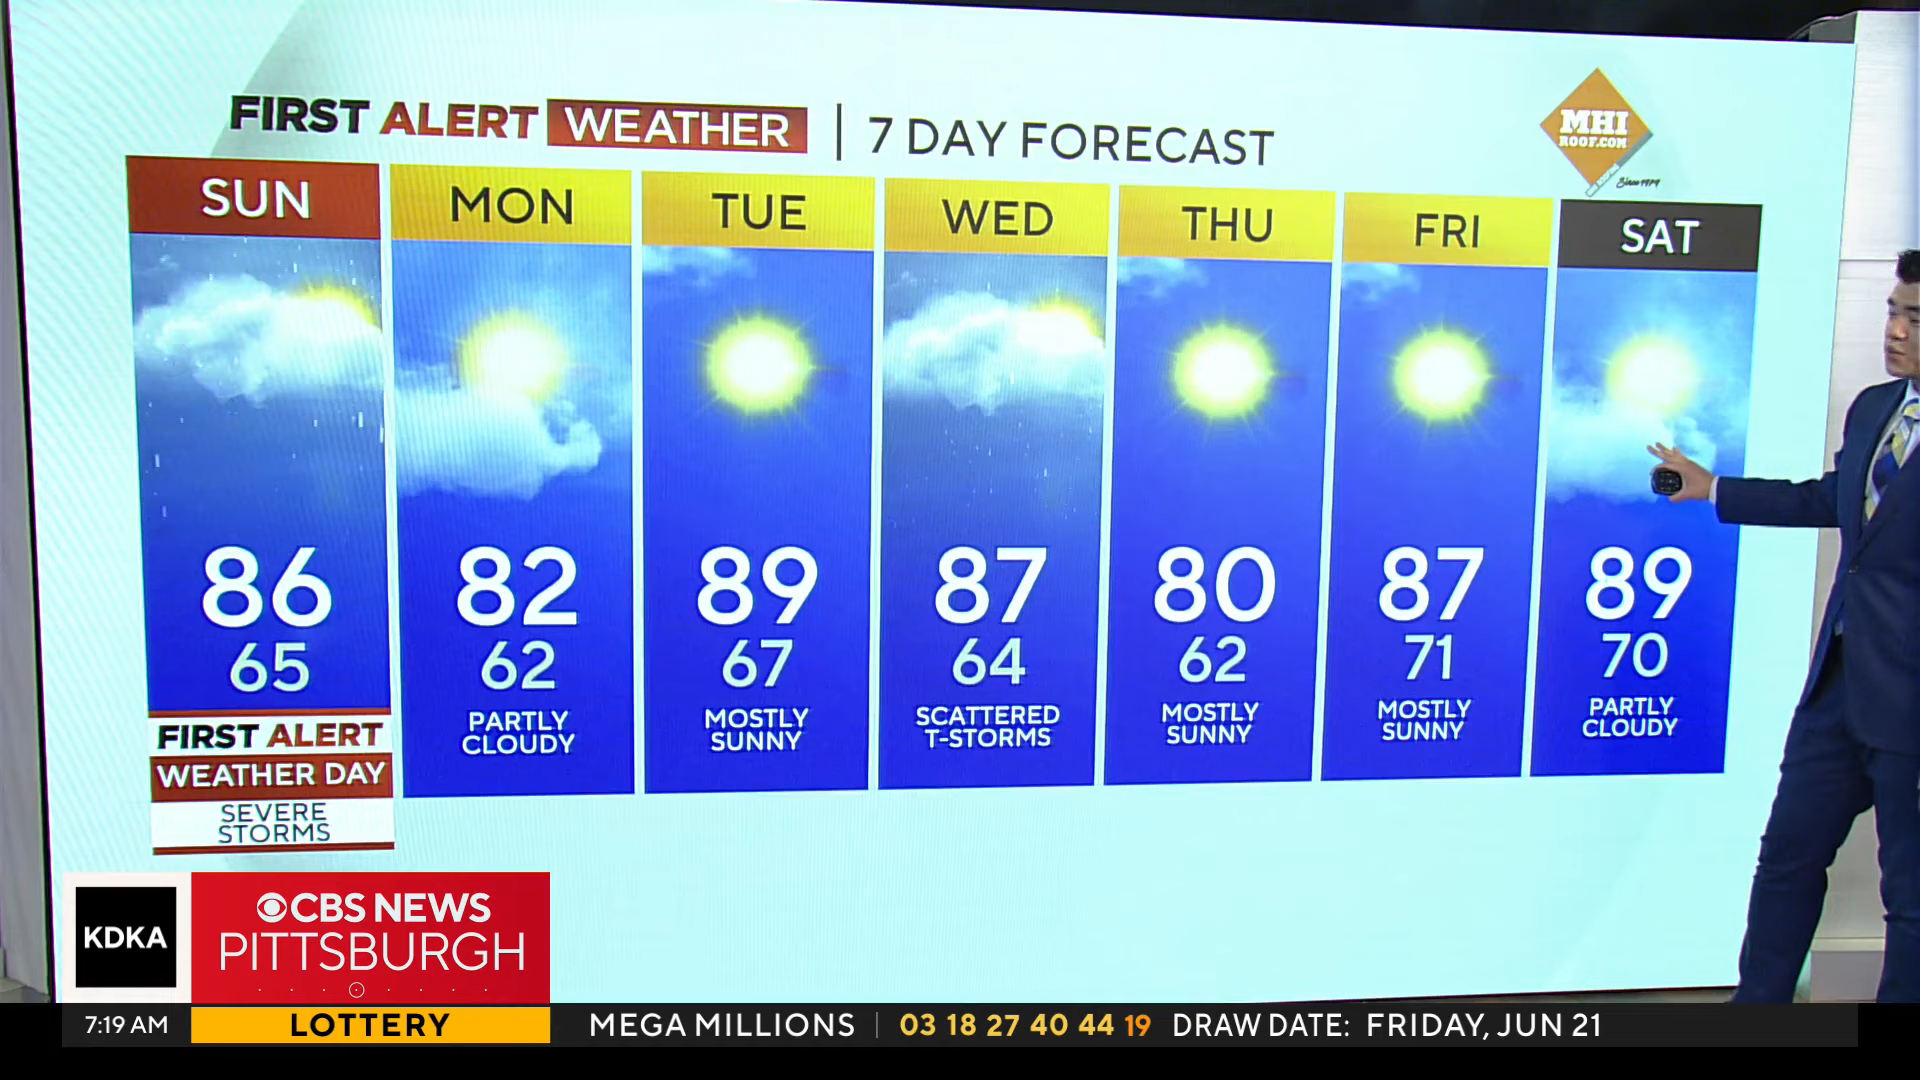 FIRST ALERT WEATHER | 7 DAY FORECAST
MHI
ROOF.COM
Since 1979
SUN
MON
TUE
WED
THU
FRI
SAT
86
65
FIRST ALERT
WEATHER DAY
SEVERE
STORMS
82
62
PARTLY
CLOUDY
89
67
MOSTLY
SUNNY
87
64
SCATTERED
T-STORMS
80
62
MOSTLY
SUNNY
87
71
MOSTLY
SUNNY
89
70
PARTLY
CLOUDY
KDKA
CBS NEWS
PITTSBURGH
7:19 AM
LOTTERY
MEGA MILLIONS | 03 18 27 40 44 19 DRAW DATE: FRIDAY, JUN 21